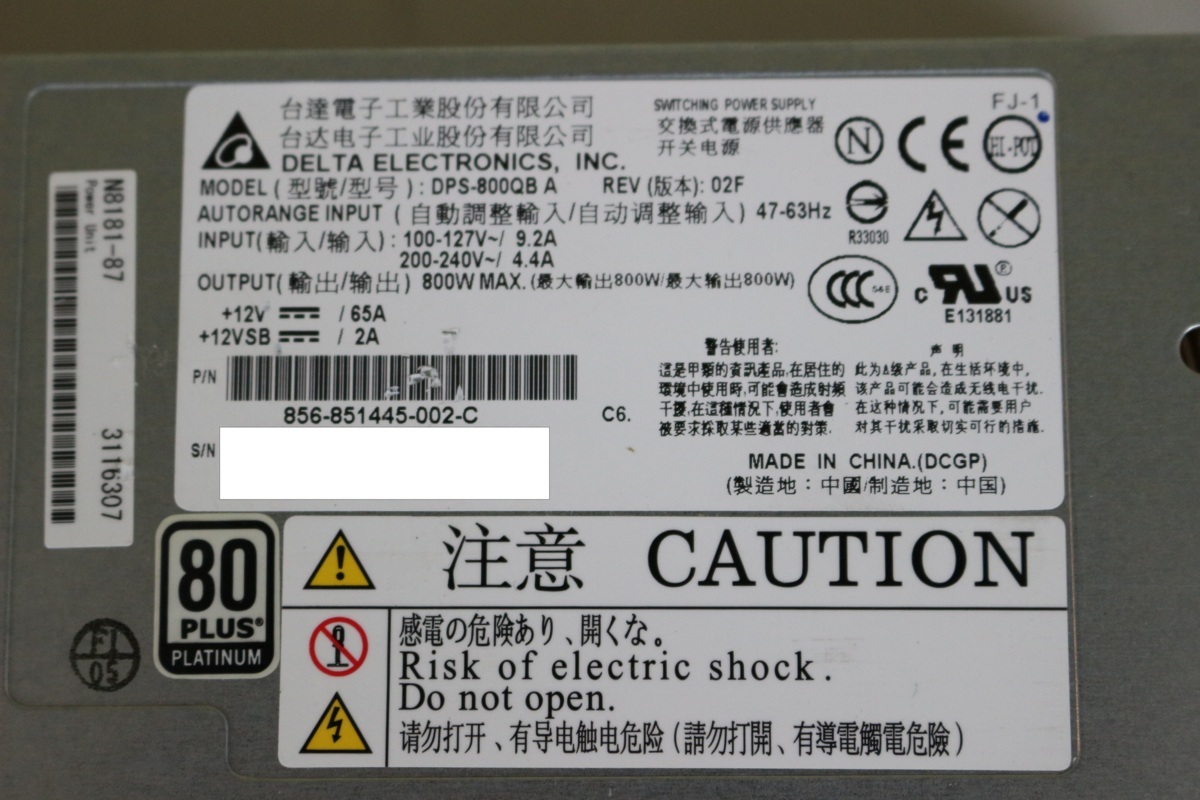 N8181-87
Power Unit
3116307
台達電子工業股份有限公司
台达电子工业股份有限公司
DELTA ELECTRONICS, INC.
SWITCHING POWER SUPPLY
交換式電源供應器
开关电源
FJ-1
N
CE
HI-POT
MODEL (型號/型号): DPS-800QB A REV (版本): 02F
AUTORANGE INPUT (自動調整輸入/自动调整输入) 47-63Hz
R33030
INPUT(輸入/输入): 100-127V~/ 9.2A
200-240V~/ 4.4A
OUTPUT(輸出/输出) 800W MAX. (最大輸出800W/最大输出800W)
CCC S&E
c RU ® US
E131881
+12V / 65A
+12VSB / 2A
P/N
856-851445-002-C
C6.
S/N
警告使用者:
這是甲類的資訊產品,在居住的
環境中使用時,可能會造成射頻
干擾,在這種情況下,使用者會
被要求採取某些適當的對策.
声 明
此为A级产品,在生活环境中,
该产品可能会造成无线电干扰.
在这种情况下,可能需要用户
对其干扰采取切实可行的措施.
MADE IN CHINA.(DCGP)
(製造地:中國/制造地:中国)
80
PLUS®
PLATINUM
FI
05
注意 CAUTION
感電の危険あり、開くな。
Risk of electric shock.
Do not open.
请勿打开、有导电触电危险(請勿打開、有導電觸電危險)